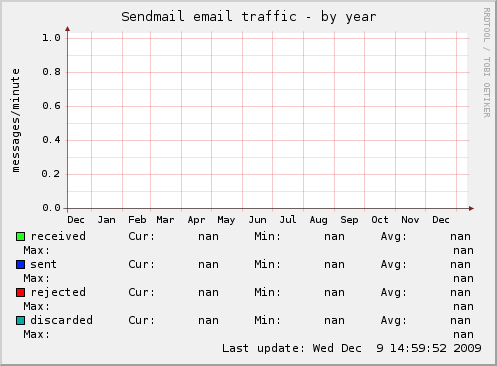 Sendmail email traffic - by year
RRDTOOL / TOBI OETIKER
messages/minute
1.0
0.8
0.6
0.4
0.2
0.0
Dec Jan Feb Mar Apr May Jun Jul Aug Sep Oct Nov Dec
received Cur: nan Min: nan Avg: nan
Max: nan
sent Cur: nan Min: nan Avg: nan
Max: nan
rejected Cur: nan Min: nan Avg: nan
Max: nan
discarded Cur: nan Min: nan Avg: nan
Max: nan
Last update: Wed Dec 9 14:59:52 2009